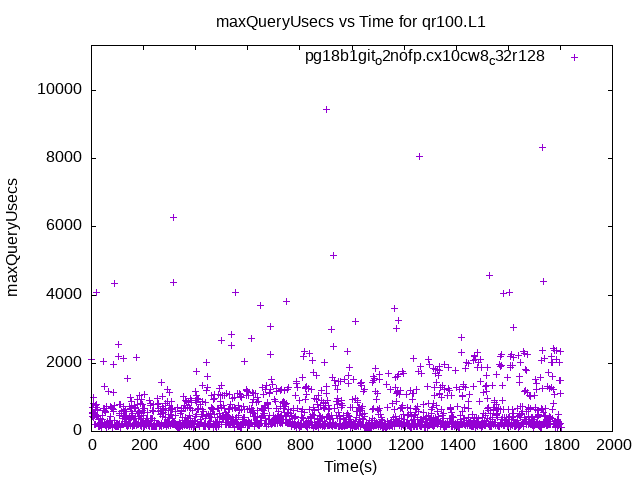 maxQueryUsecs vs Time for qr100.L1
pg18b1git_o2nofp.cx10cw8_c32r128
10000
8000
6000
4000
2000
0
maxQueryUsecs
0 200 400 600 800 1000 1200 1400 1600 1800 2000
Time(s)